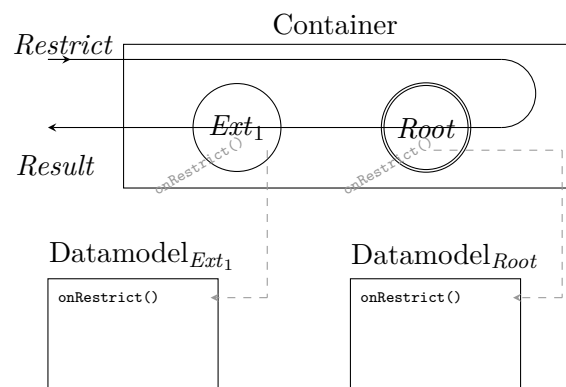 Container
Restrict
Ext1
Root
onRestrict()
onRestrict()
Result
DatamodelExt1
DatamodelRoot
onRestrict()
onRestrict()